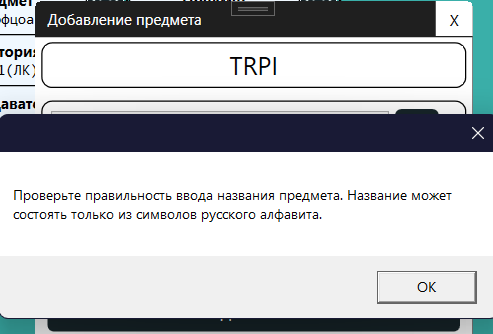 Добавление предмета
X
TRPI
Проверьте правильность ввода названия предмета. Название может
состоять только из символов русского алфавита.
OK